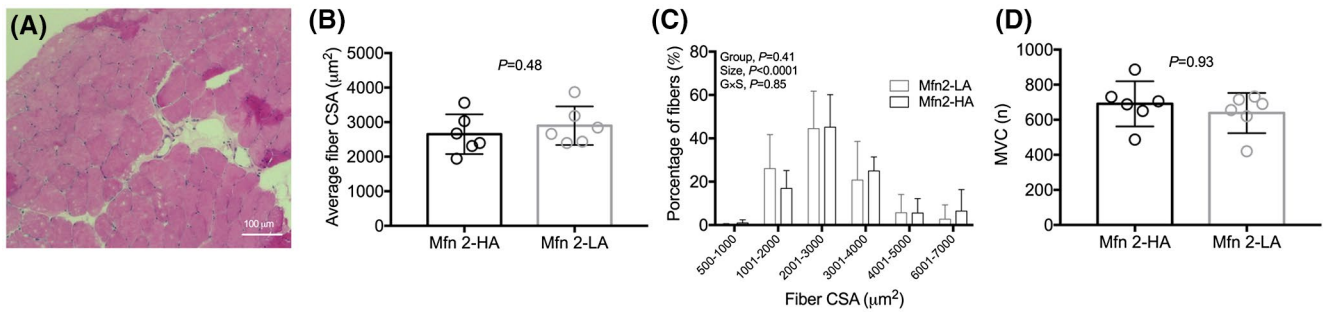 (A)
100 µm
(B)
Average fiber CSA (µm²)
5000
4000
3000
2000
1000
0
P=0.48
Mfn 2-HA
Mfn 2-LA
(C)
Porcentage of fibers (%)
80
60
40
20
0
Group, P=0.41
Size, P<0.0001
G×S, P=0.85
Mfn2-LA
Mfn2-HA
500-1000
1001-2000
2001-3000
3001-4000
4001-5000
6001-7000
Fiber CSA (µm²)
(D)
MVC (n)
1000
800
600
400
200
0
P=0.93
Mfn 2-HA
Mfn 2-LA